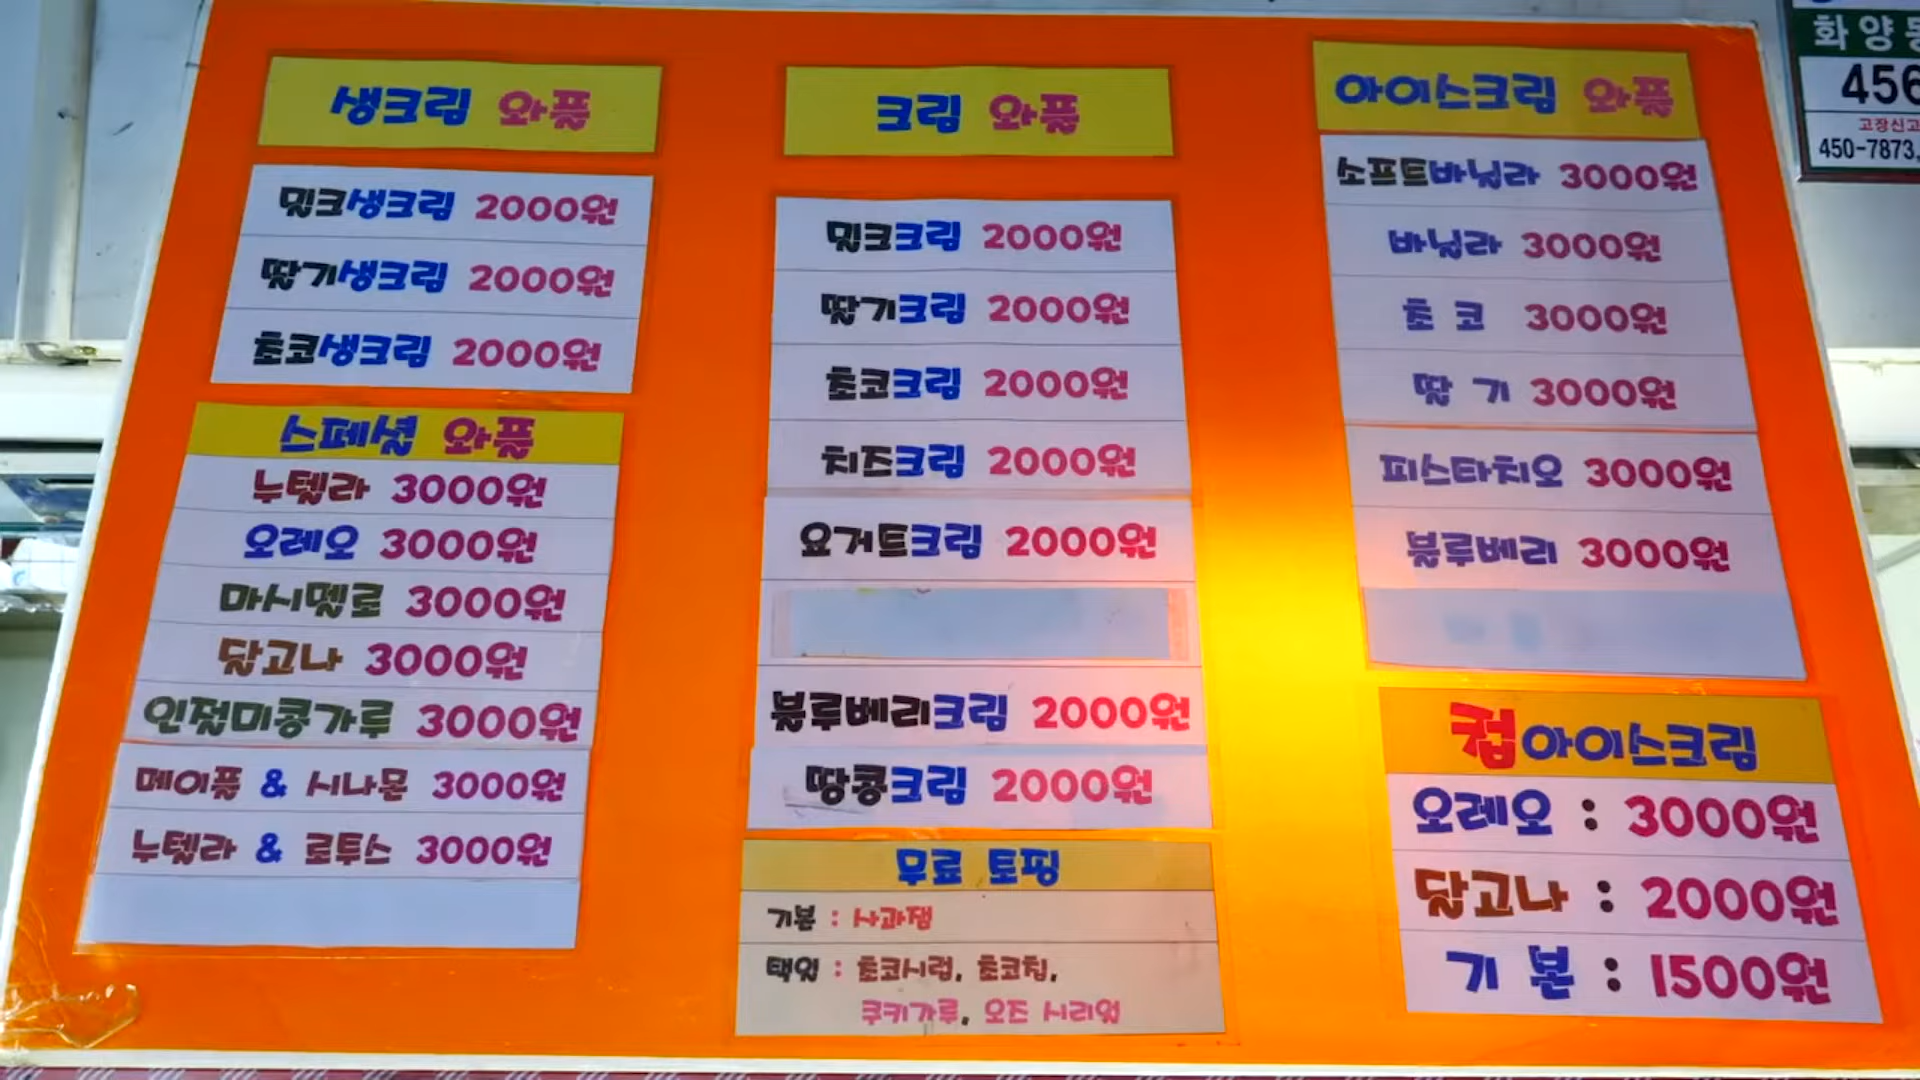 생크림 와플
밀크생크림 2000원
딸기생크림 2000원
초코생크림 2000원
스페셜 와플
누텔라 3000원
오레오 3000원
마시멜로 3000원
달고나 3000원
인절미콩가루 3000원
메이플 & 시나몬 3000원
누텔라 & 로투스 3000원
크림 와플
밀크크림 2000원
딸기크림 2000원
초코크림 2000원
치즈크림 2000원
요거트크림 2000원
블루베리크림 2000원
땅콩크림 2000원
무료 토핑
기본 : 사과잼
택일 : 초코시럽, 초코칩,
쿠키가루, 오즈 시리얼
아이스크림 와플
소프트바닐라 3000원
바닐라 3000원
초 코 3000원
딸 기 3000원
피스타치오 3000원
블루베리 3000원
컵아이스크림
오레오 : 3000원
달고나 : 2000원
기 본 : 1500원
화양동
456
고장신고
450-7873,